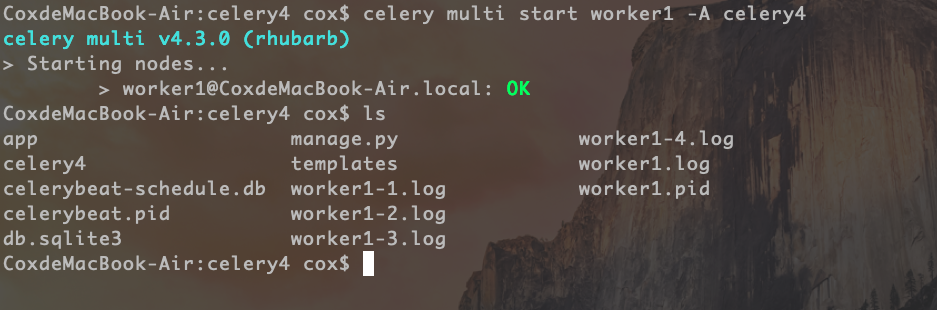 CoxdeMacBook-Air:celery4 cox$ celery multi start worker1 -A celery4
celery multi v4.3.0 (rhubarb)
> Starting nodes...
> worker1@CoxdeMacBook-Air.local: OK
CoxdeMacBook-Air:celery4 cox$ ls
app manage.py worker1-4.log
celery4 templates worker1.log
celerybeat-schedule.db worker1-1.log worker1.pid
celerybeat.pid worker1-2.log
db.sqlite3 worker1-3.log
CoxdeMacBook-Air:celery4 cox$